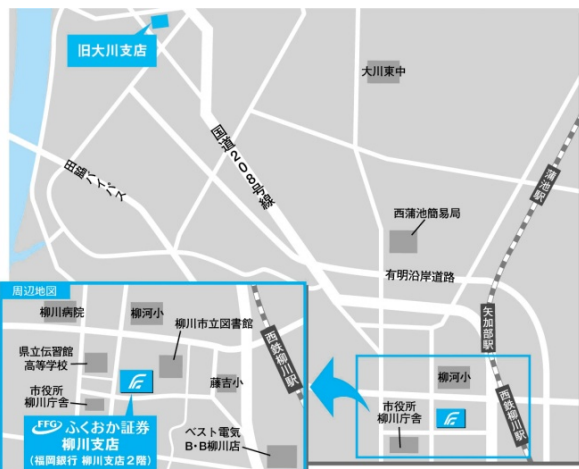 旧大川支店
大川東中
国道208号線
田脇バイパス
蒲池駅
西蒲池簡易局
有明沿岸道路
矢加部駅
柳河小
市役所
柳川庁舎
西鉄柳川駅
周辺地図
柳川病院
柳河小
柳川市立図書館
県立伝習館
高等学校
西鉄柳川駅
藤吉小
市役所
柳川庁舎
FFG ふくおか証券
柳川支店
(福岡銀行 柳川支店2階)
ベスト電気
B・B柳川店